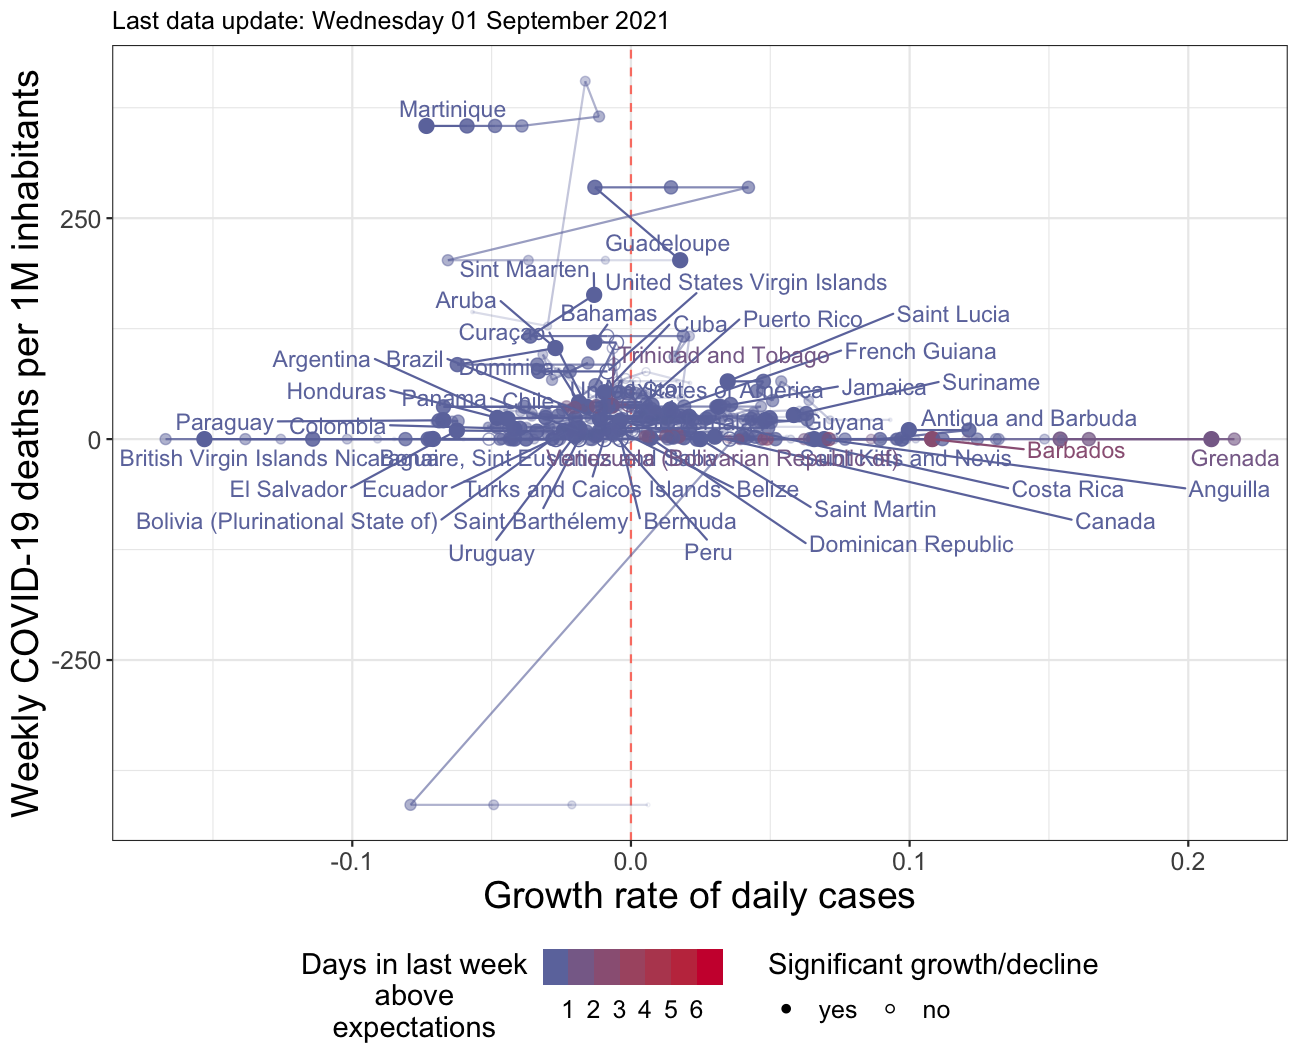 Last data update: Wednesday 01 September 2021
Weekly COVID-19 deaths per 1M inhabitants
250
0
-250
Martinique
Guadeloupe
Sint Maarten
United States Virgin Islands
Aruba
Bahamas
Saint Lucia
Curaçao
Cuba
Puerto Rico
Argentina
Brazil
Trinidad and Tobago
French Guiana
Honduras
Panama
Chile
States of America
Jamaica
Suriname
Paraguay
Colombia
Guyana
Antigua and Barbuda
Barbados
British Virgin Islands
Grenada
El Salvador
Ecuador
Turks and Caicos Islands
Belize
Costa Rica
Anguilla
Bolivia (Plurinational State of)
Saint Barthélemy
Bermuda
Saint Martin
Canada
Uruguay
Peru
Dominican Republic
-0.1
0.0
0.1
0.2
Growth rate of daily cases
Days in last week
above
expectations
1 2 3 4 5 6
Significant growth/decline
yes
no